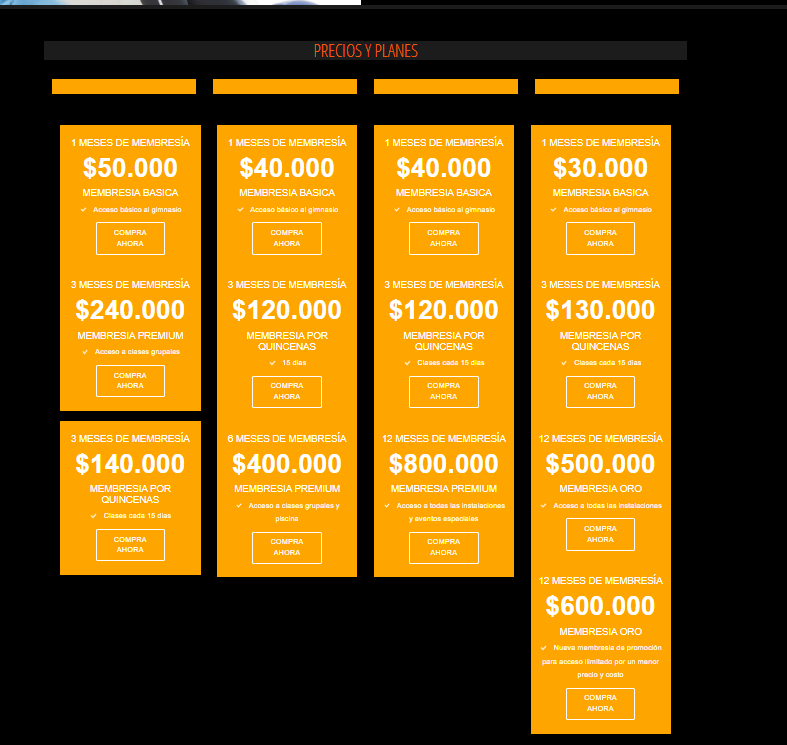 PRECIOS Y PLANES
1 MESES DE MEMBRESÍA
$50.000
MEMBRESIA BASICA
Acceso básico al gimnasio
COMPRA
AHORA
3 MESES DE MEMBRESÍA
$240.000
MEMBRESIA PREMIUM
Acceso a clases grupales
COMPRA
AHORA
3 MESES DE MEMBRESÍA
$140.000
MEMBRESIA POR
QUINCENAS
Clases cada 15 dias
COMPRA
AHORA
1 MESES DE MEMBRESÍA
$40.000
MEMBRESIA BASICA
Acceso básico al gimnasio
COMPRA
AHORA
3 MESES DE MEMBRESÍA
$120.000
MEMBRESIA POR
QUINCENAS
15 dias
COMPRA
AHORA
6 MESES DE MEMBRESÍA
$400.000
MEMBRESIA PREMIUM
Acceso a clases grupales y
piscina
COMPRA
AHORA
1 MESES DE MEMBRESÍA
$40.000
MEMBRESIA BASICA
Acceso básico al gimnasio
COMPRA
AHORA
3 MESES DE MEMBRESÍA
$120.000
MEMBRESIA POR
QUINCENAS
Clases cada 15 dias
COMPRA
AHORA
12 MESES DE MEMBRESÍA
$800.000
MEMBRESIA PREMIUM
Acceso a todas las instalaciones
y eventos especiales
COMPRA
AHORA
1 MESES DE MEMBRESÍA
$30.000
MEMBRESIA BASICA
Acceso básico al gimnasio
COMPRA
AHORA
3 MESES DE MEMBRESÍA
$130.000
MEMBRESIA POR
QUINCENAS
Clases cada 15 dias
COMPRA
AHORA
12 MESES DE MEMBRESÍA
$500.000
MEMBRESIA ORO
Acceso a todas las instalaciones
COMPRA
AHORA
12 MESES DE MEMBRESÍA
$600.000
MEMBRESIA ORO
Nueva membresia de promoción
para acceso ilimitado por un menor
precio y costo
COMPRA
AHORA